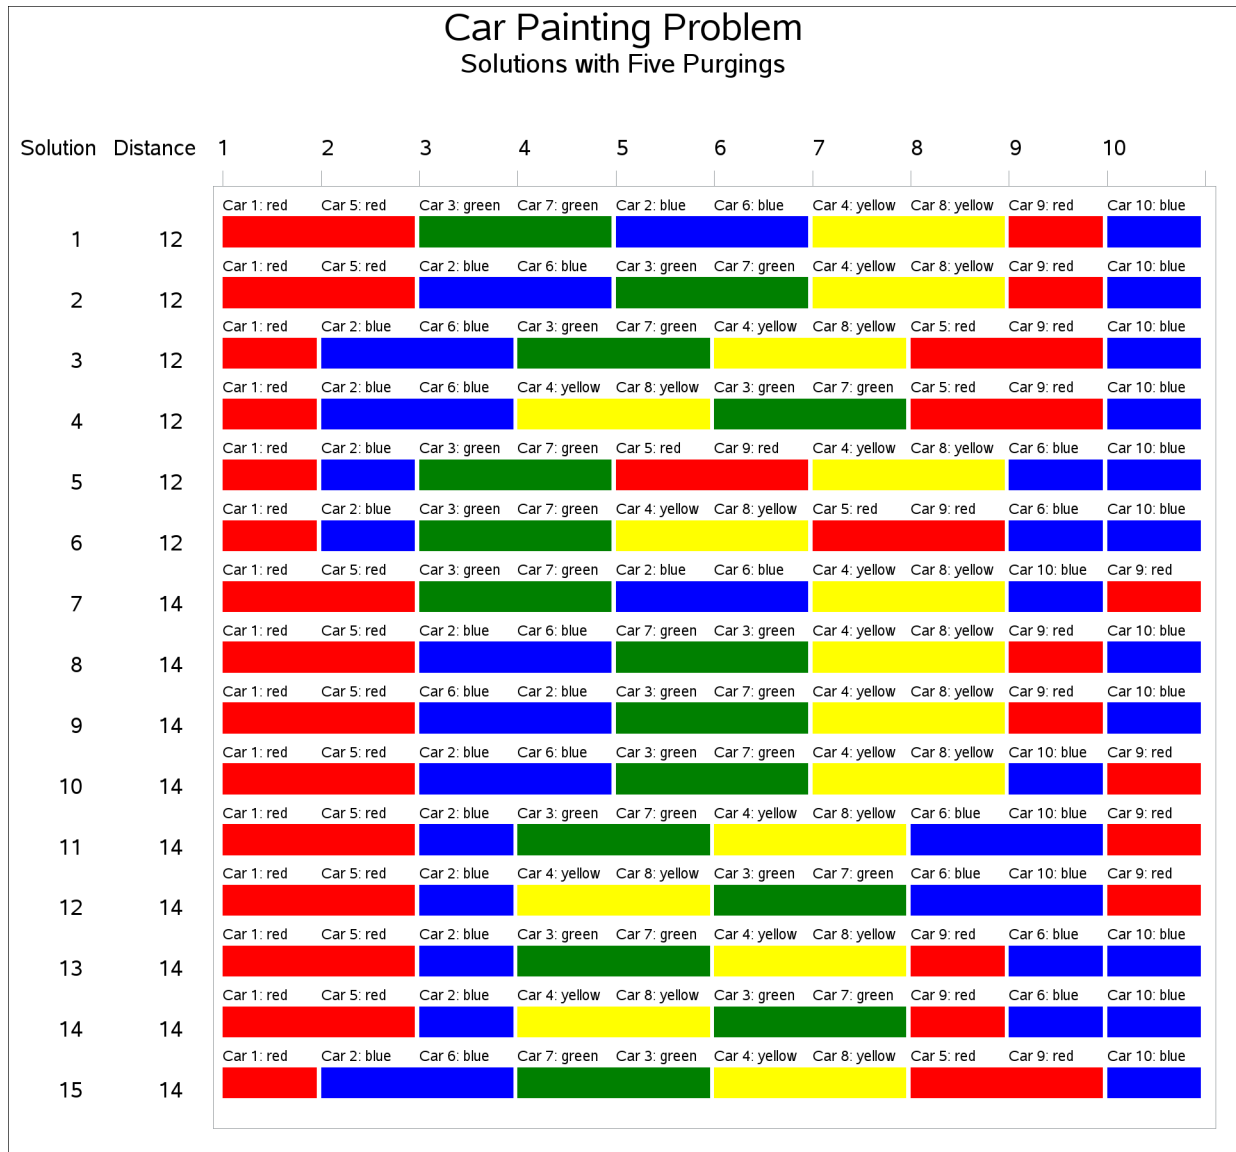 Car Painting Problem
Solutions with Five Purgings
Solution Distance 1 2 3 4 5 6 7 8 9 10
Car 1: red Car 5: red Car 3: green Car 7: green Car 2: blue Car 6: blue Car 4: yellow Car 8: yellow Car 9: red Car 10: blue
1 12
Car 1: red Car 5: red Car 2: blue Car 6: blue Car 3: green Car 7: green Car 4: yellow Car 8: yellow Car 9: red Car 10: blue
2 12
Car 1: red Car 2: blue Car 6: blue Car 3: green Car 7: green Car 4: yellow Car 8: yellow Car 5: red Car 9: red Car 10: blue
3 12
Car 1: red Car 2: blue Car 6: blue Car 4: yellow Car 8: yellow Car 3: green Car 7: green Car 5: red Car 9: red Car 10: blue
4 12
Car 1: red Car 2: blue Car 3: green Car 7: green Car 5: red Car 9: red Car 4: yellow Car 8: yellow Car 6: blue Car 10: blue
5 12
Car 1: red Car 2: blue Car 3: green Car 7: green Car 4: yellow Car 8: yellow Car 5: red Car 9: red Car 6: blue Car 10: blue
6 12
Car 1: red Car 5: red Car 3: green Car 7: green Car 2: blue Car 6: blue Car 4: yellow Car 8: yellow Car 10: blue Car 9: red
7 14
Car 1: red Car 5: red Car 2: blue Car 6: blue Car 7: green Car 3: green Car 4: yellow Car 8: yellow Car 9: red Car 10: blue
8 14
Car 1: red Car 5: red Car 6: blue Car 2: blue Car 3: green Car 7: green Car 4: yellow Car 8: yellow Car 9: red Car 10: blue
9 14
Car 1: red Car 5: red Car 2: blue Car 6: blue Car 3: green Car 7: green Car 4: yellow Car 8: yellow Car 10: blue Car 9: red
10 14
Car 1: red Car 5: red Car 2: blue Car 3: green Car 7: green Car 4: yellow Car 8: yellow Car 6: blue Car 10: blue Car 9: red
11 14
Car 1: red Car 5: red Car 2: blue Car 4: yellow Car 8: yellow Car 3: green Car 7: green Car 6: blue Car 10: blue Car 9: red
12 14
Car 1: red Car 5: red Car 2: blue Car 3: green Car 7: green Car 4: yellow Car 8: yellow Car 9: red Car 6: blue Car 10: blue
13 14
Car 1: red Car 5: red Car 2: blue Car 4: yellow Car 8: yellow Car 3: green Car 7: green Car 9: red Car 6: blue Car 10: blue
14 14
Car 1: red Car 2: blue Car 6: blue Car 7: green Car 3: green Car 4: yellow Car 8: yellow Car 5: red Car 9: red Car 10: blue
15 14